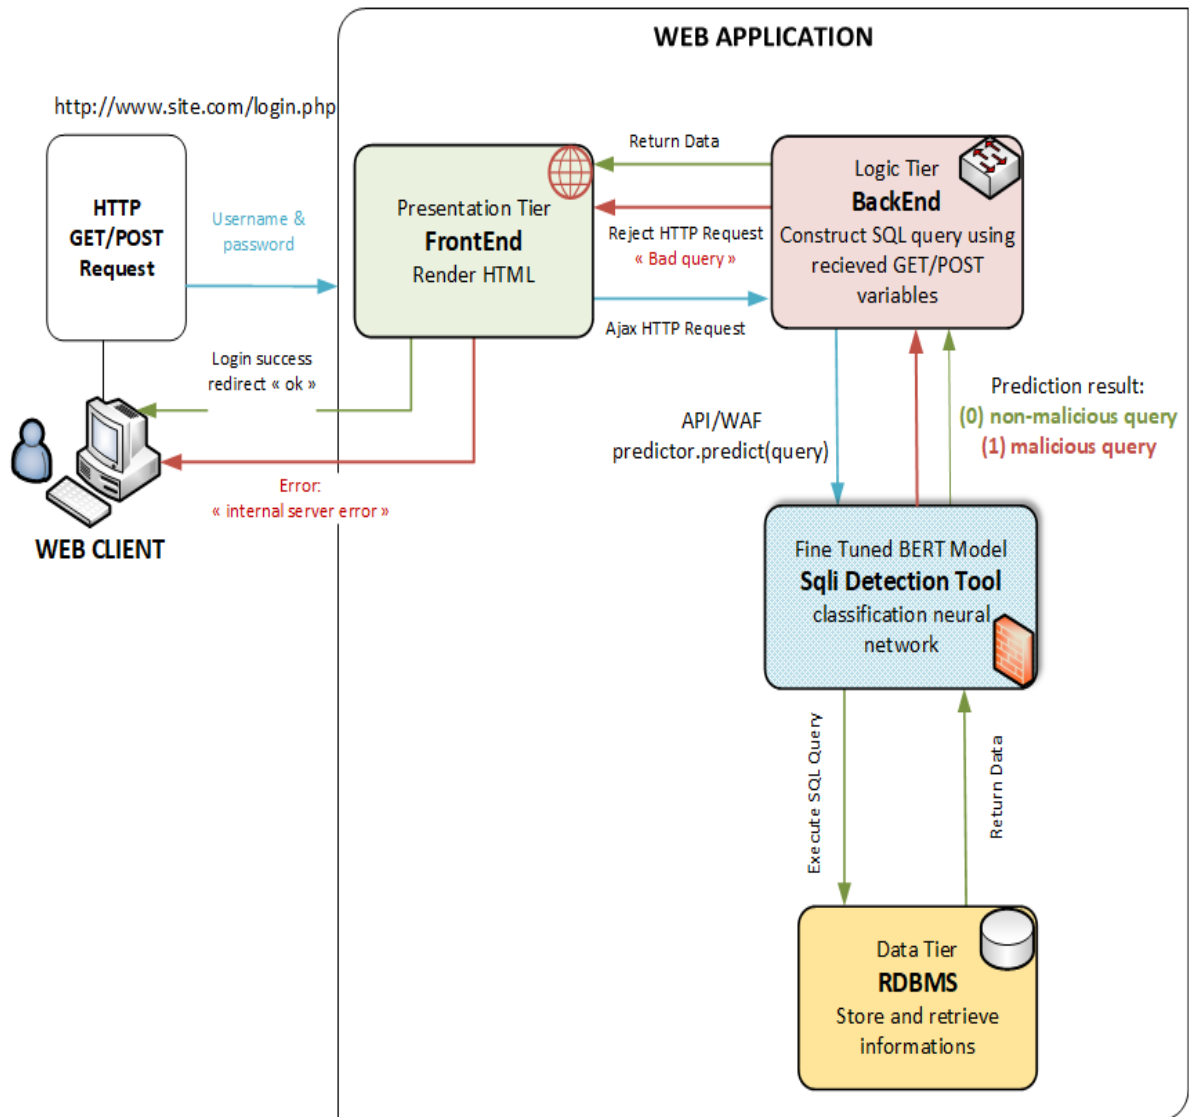 WEB APPLICATION
http://www.site.com/login.php
HTTP
GET/POST
Request
Username &
password
Presentation Tier
FrontEnd
Render HTML
Return Data
Reject HTTP Request
« Bad query »
Ajax HTTP Request
Logic Tier
BackEnd
Construct SQL query using
recieved GET/POST
variables
Login success
redirect « ok »
Error:
« internal server error »
WEB CLIENT
API/WAF
predictor.predict(query)
Prediction result:
(0) non-malicious query
(1) malicious query
Fine Tuned BERT Model
Sqli Detection Tool
classification neural
network
Execute SQL Query
Return Data
Data Tier
RDBMS
Store and retrieve
informations